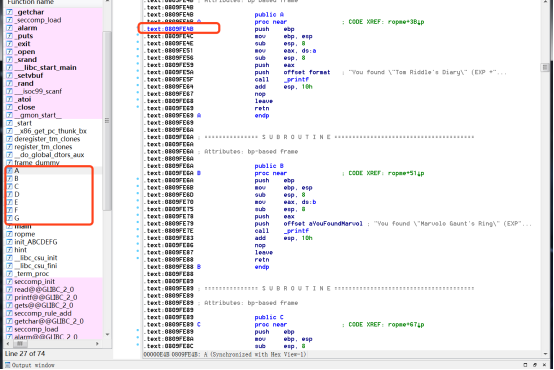 Function name
_getchar
_seccomp_load
_alarm
_puts
_exit
_open
_srand
___libc_start_main
_setvbuf
_rand
___isoc99_scanf
_atoi
_close
__gmon_start__
_start
__x86_get_pc_thunk_bx
deregister_tm_clones
register_tm_clones
__do_global_dtors_aux
frame_dummy
A
B
C
D
E
F
G
main
ropme
init_ABCDEFG
hint
__libc_csu_init
__libc_csu_fini
_term_proc
seccomp_init
read@@GLIBC_2_0
printf@@GLIBC_2_0
gets@@GLIBC_2_0
seccomp_rule_add
getchar@@GLIBC_2_0
seccomp_load
alarm@@GLIBC_2_0
Line 27 of 74
Output window
.text:0809FE4B ; Attributes: bp-based frame
.text:0809FE4B
.text:0809FE4B public A
.text:0809FE4B A proc near ; CODE XREF: ropme+3B↓p
.text:0809FE4B push ebp
.text:0809FE4C mov ebp, esp
.text:0809FE4E sub esp, 8
.text:0809FE51 mov eax, ds:a
.text:0809FE56 sub esp, 8
.text:0809FE59 push eax
.text:0809FE5A push offset format ; "You found \"Tom Riddle's Diary\" (EXP +"...
.text:0809FE5F call _printf
.text:0809FE64 add esp, 10h
.text:0809FE67 nop
.text:0809FE68 leave
.text:0809FE69 retn
.text:0809FE69 A endp
.text:0809FE69
.text:0809FE6A
.text:0809FE6A ; =============== S U B R O U T I N E =======================================
.text:0809FE6A
.text:0809FE6A ; Attributes: bp-based frame
.text:0809FE6A
.text:0809FE6A public B
.text:0809FE6A B proc near ; CODE XREF: ropme+51↓p
.text:0809FE6A push ebp
.text:0809FE6B mov ebp, esp
.text:0809FE6D sub esp, 8
.text:0809FE70 mov eax, ds:b
.text:0809FE75 sub esp, 8
.text:0809FE78 push eax
.text:0809FE79 push offset aYouFoundMarvol ; "You found \"Marvolo Gaunt's Ring\" (EXP"...
.text:0809FE7E call _printf
.text:0809FE83 add esp, 10h
.text:0809FE86 nop
.text:0809FE87 leave
.text:0809FE88 retn
.text:0809FE88 B endp
.text:0809FE88
.text:0809FE89
.text:0809FE89 ; =============== S U B R O U T I N E =======================================
.text:0809FE89
.text:0809FE89 ; Attributes: bp-based frame
.text:0809FE89
.text:0809FE89 public C
.text:0809FE89 C proc near ; CODE XREF: ropme+67↓p
.text:0809FE89 push ebp
.text:0809FE8A mov ebp, esp
.text:0809FE8C sub esp, 8
00000E4B 0809FE4B: A (Synchronized with Hex View-1)